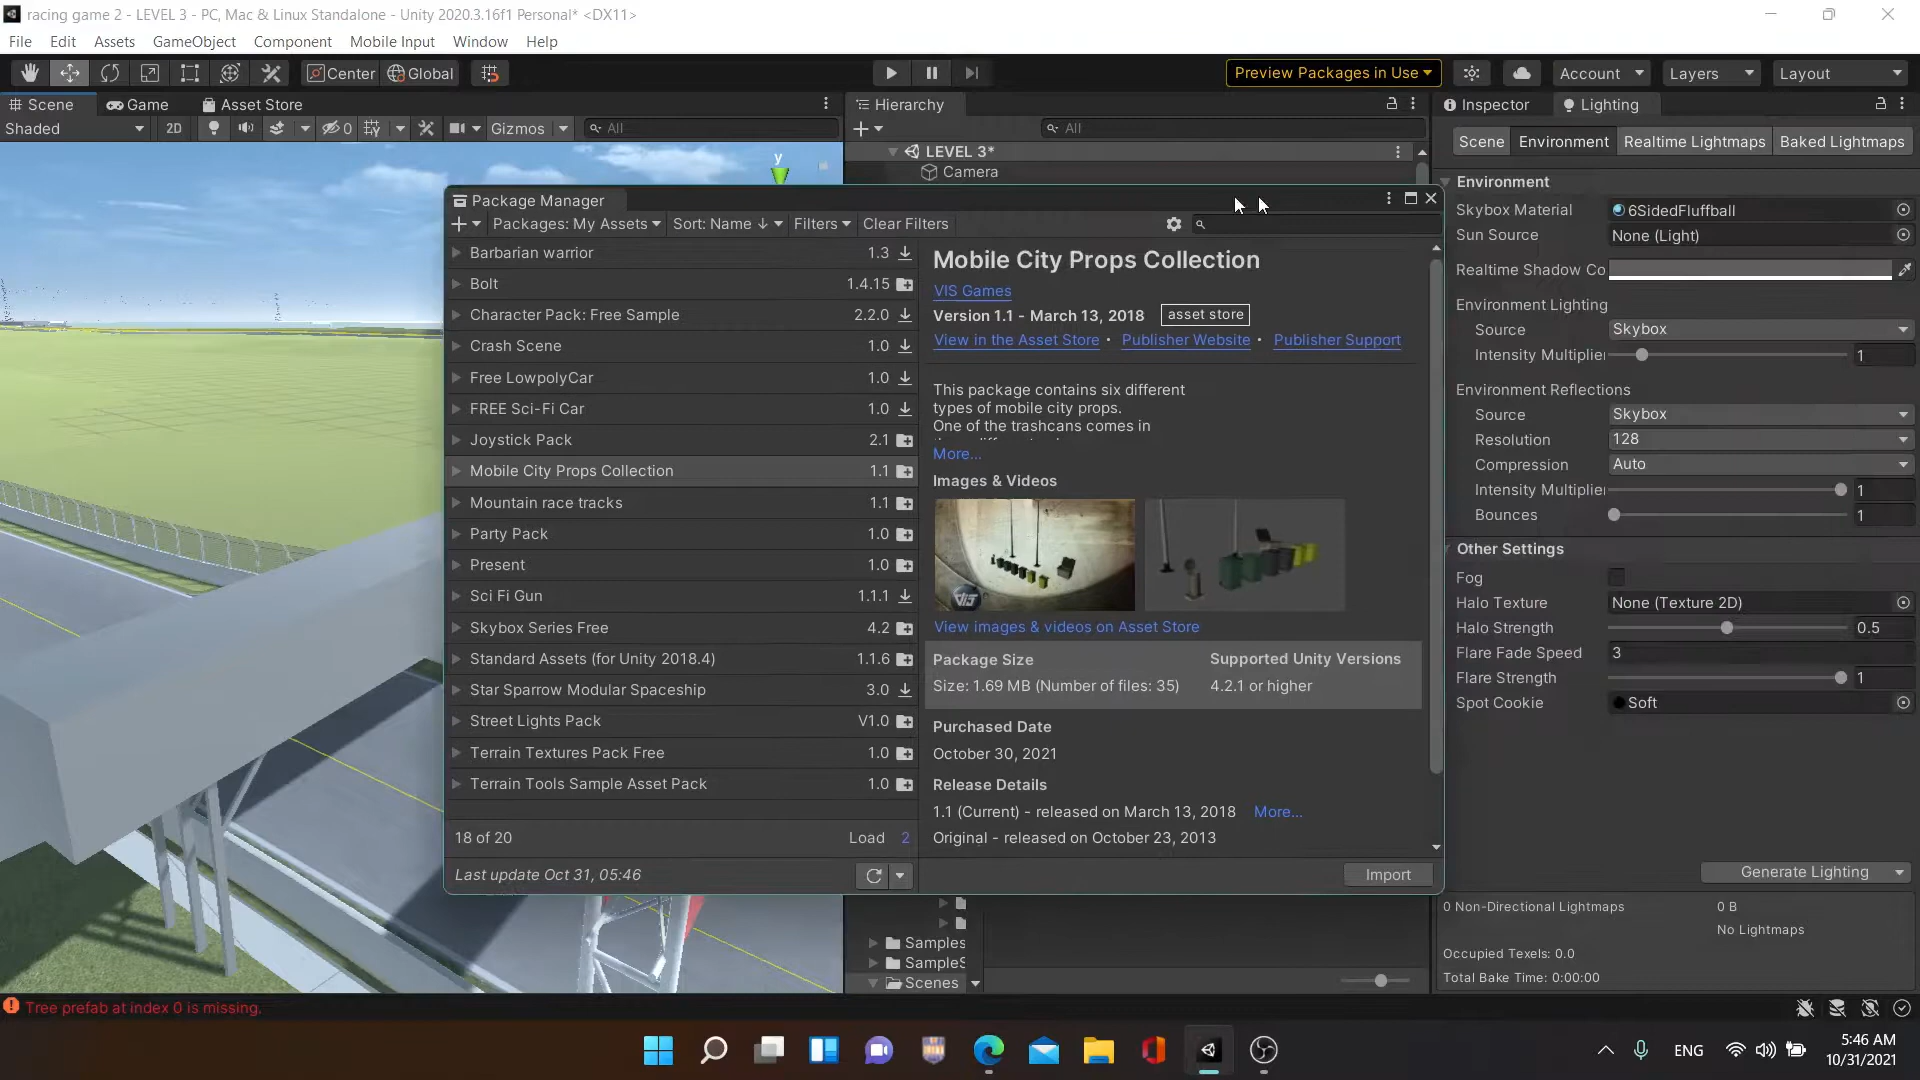 racing game 2 - LEVEL 3 - PC, Mac & Linux Standalone - Unity 2020.3.16f1 Personal* <DX11>
File Edit Assets GameObject Component Mobile Input Window Help
Center Global Preview Packages in Use Account Layers Layout
Scene Game Asset Store Hierarchy Inspector Lighting
Shaded 2D 0 Gizmos All All
Scene Environment Realtime Lightmaps Baked Lightmaps
y
LEVEL 3*
Camera
Package Manager
Packages: My Assets Sort: Name ↓ Filters Clear Filters
Barbarian warrior 1.3
Bolt 1.4.15
Character Pack: Free Sample 2.2.0
Crash Scene 1.0
Free LowpolyCar 1.0
FREE Sci-Fi Car 1.0
Joystick Pack 2.1
Mobile City Props Collection 1.1
Mountain race tracks 1.1
Party Pack 1.0
Present 1.0
Sci Fi Gun 1.1.1
Skybox Series Free 4.2
Standard Assets (for Unity 2018.4) 1.1.6
Star Sparrow Modular Spaceship 3.0
Street Lights Pack V1.0
Terrain Textures Pack Free 1.0
Terrain Tools Sample Asset Pack 1.0
18 of 20 Load 2
Last update Oct 31, 05:46
Mobile City Props Collection
VIS Games
Version 1.1 - March 13, 2018 asset store
View in the Asset Store • Publisher Website • Publisher Support
This package contains six different
types of mobile city props.
One of the trashcans comes in
More...
Images & Videos
VIS
View images & videos on Asset Store
Package Size Supported Unity Versions
Size: 1.69 MB (Number of files: 35) 4.2.1 or higher
Purchased Date
October 30, 2021
Release Details
1.1 (Current) - released on March 13, 2018 More...
Original - released on October 23, 2013
Import
Environment
Skybox Material 6SidedFluffball
Sun Source None (Light)
Realtime Shadow Co
Environment Lighting
Source Skybox
Intensity Multiplier 1
Environment Reflections
Source Skybox
Resolution 128
Compression Auto
Intensity Multiplier 1
Bounces 1
Other Settings
Fog
Halo Texture None (Texture 2D)
Halo Strength 0.5
Flare Fade Speed 3
Flare Strength 1
Spot Cookie Soft
Generate Lighting
0 Non-Directional Lightmaps 0 B
No Lightmaps
Occupied Texels: 0.0
Total Bake Time: 0:00:00
Samples
SampleS
Scenes
Tree prefab at index 0 is missing.
ENG
5:46 AM
10/31/2021